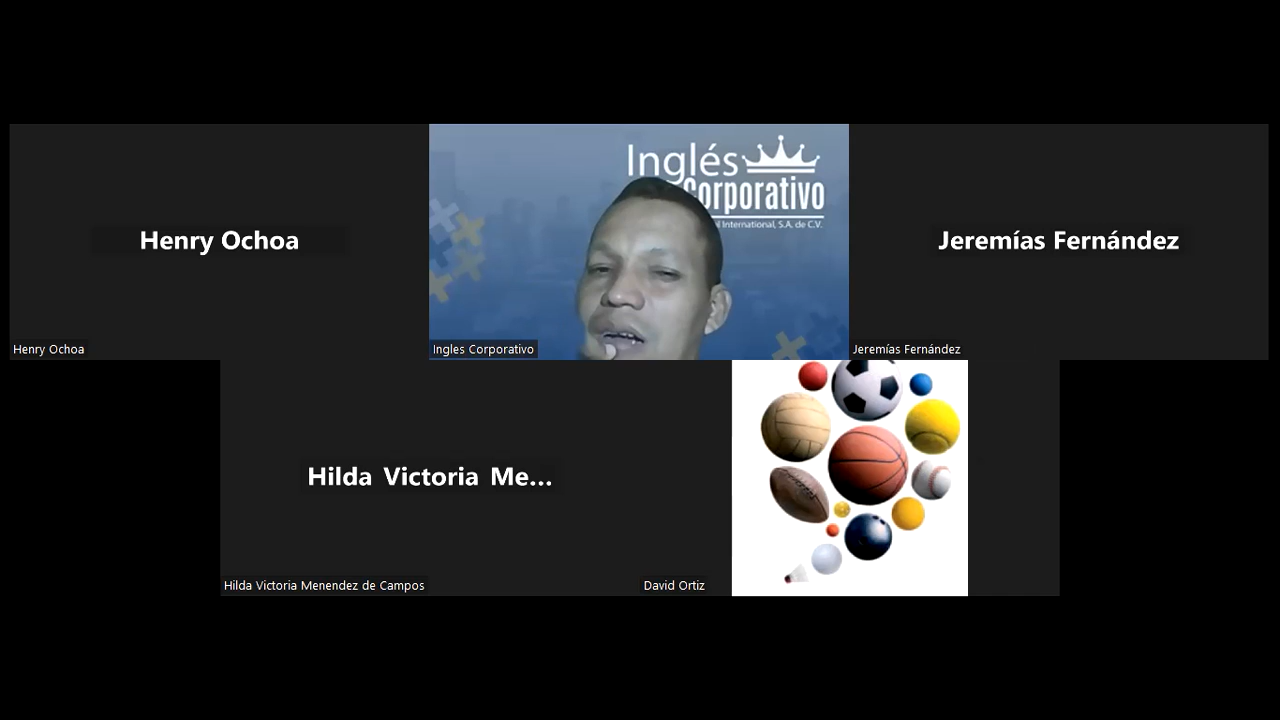 Henry Ochoa
Henry Ochoa
Inglés
Corporativo
International, S.A. de C.V.
Ingles Corporativo
Jeremías Fernández
Jeremías Fernández
Hilda Victoria Me...
Hilda Victoria Menendez de Campos
David Ortiz